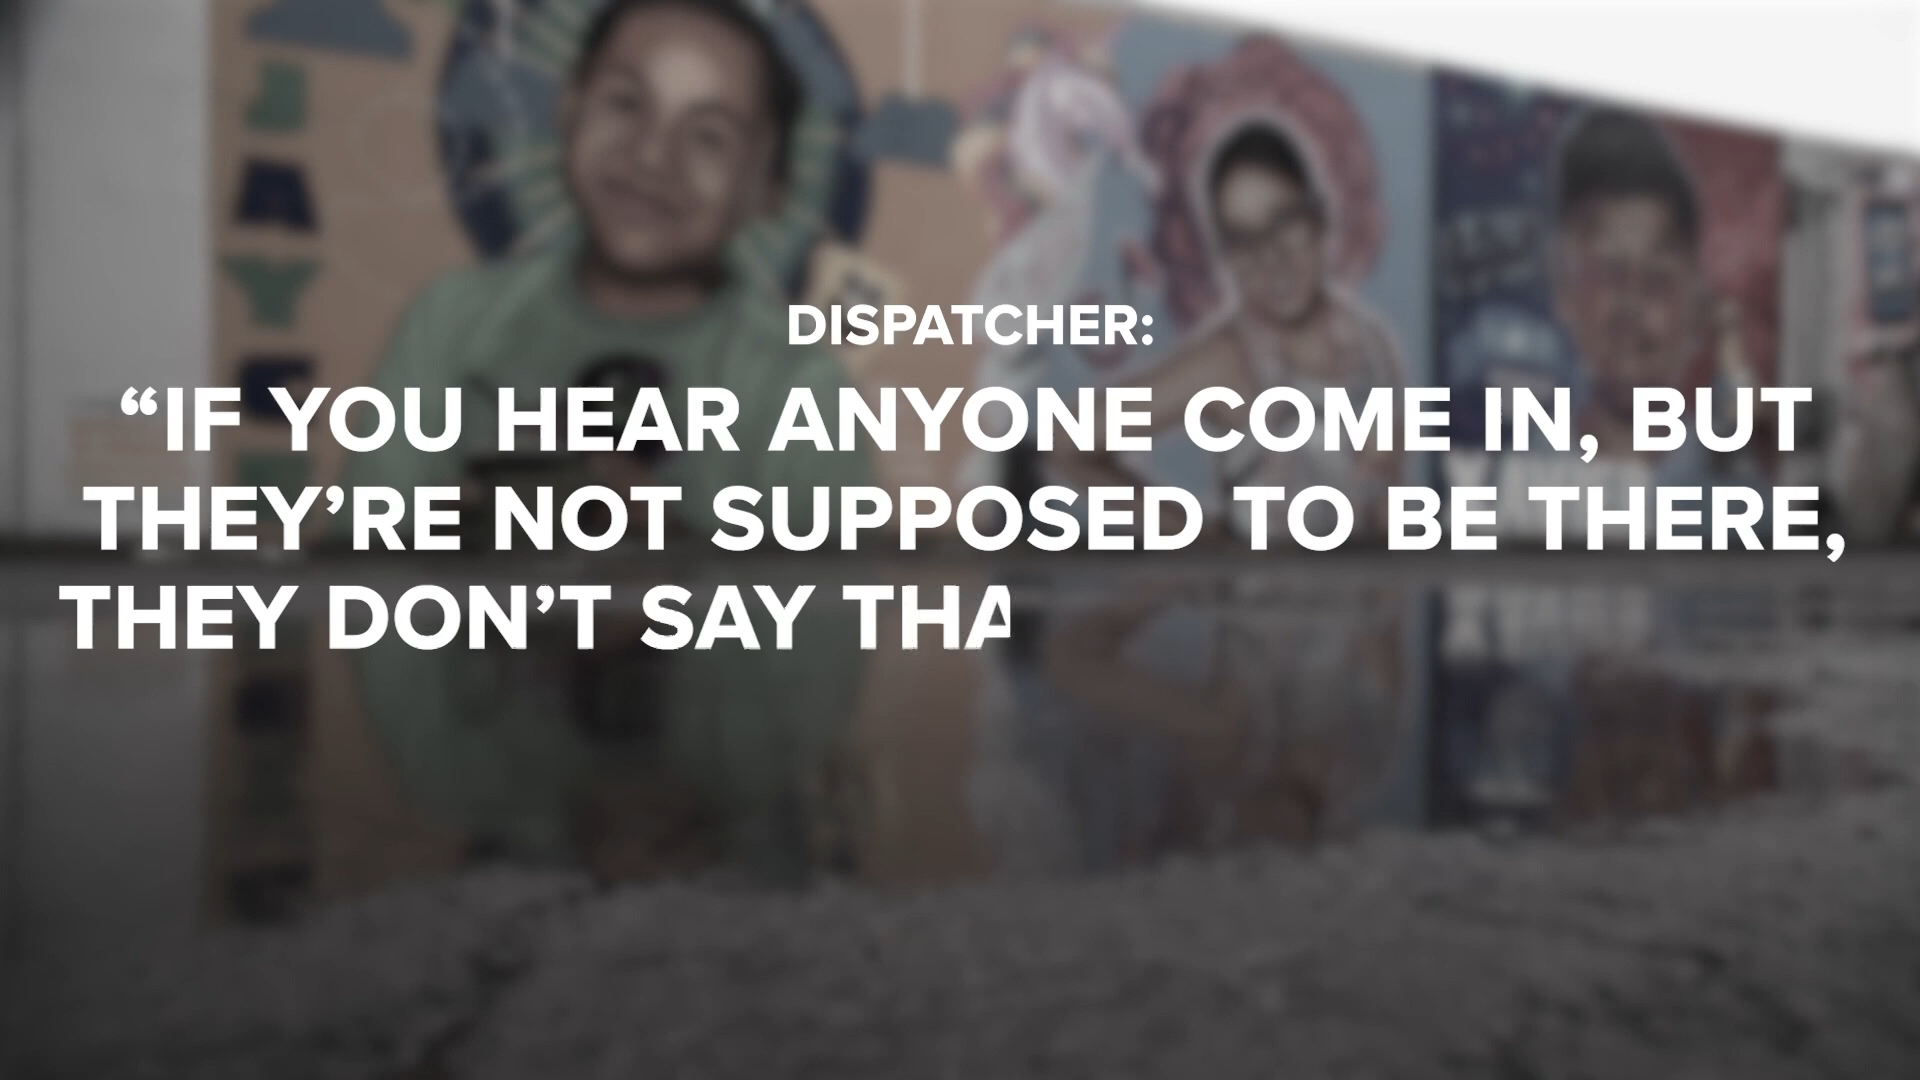 DISPATCHER:
“IF YOU HEAR ANYONE COME IN, BUT
THEY’RE NOT SUPPOSED TO BE THERE,
THEY DON’T SAY THA